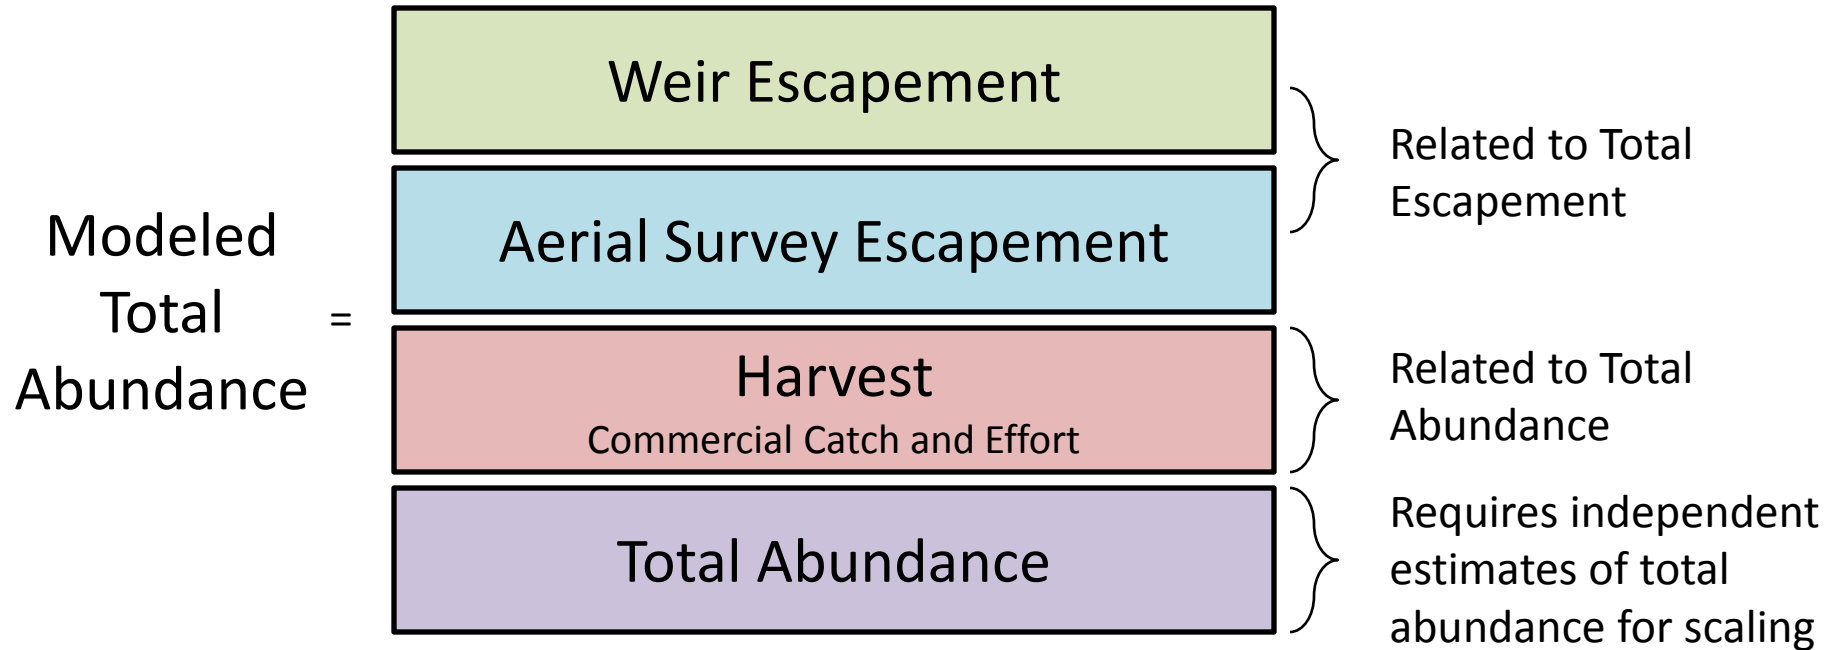 Modeled
Total
Abundance
=
Weir Escapement
Aerial Survey Escapement
Harvest
Commercial Catch and Effort
Total Abundance
Related to Total
Escapement
Related to Total
Abundance
Requires independent
estimates of total
abundance for scaling